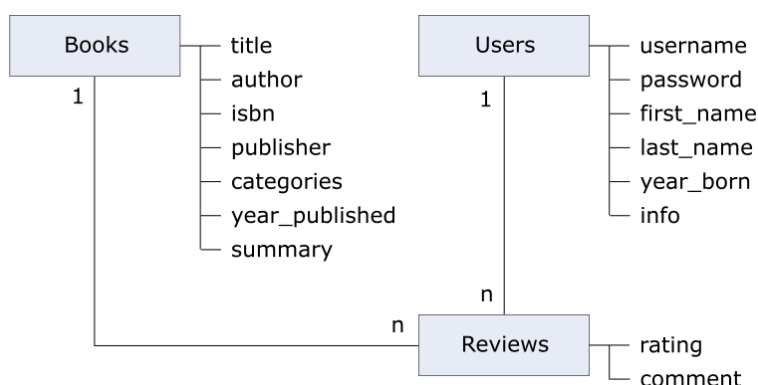 Books
title
author
isbn
publisher
categories
year_published
summary
1
n
Users
username
password
first_name
last_name
year_born
info
1
n
Reviews
rating
comment